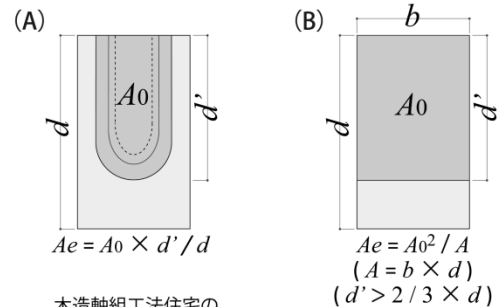 (A)
(B)
b
d
A0
d'
d
A0
d'
Ae = A0 × d'/d
Ae = A0² / A
( A = b × d )
( d' > 2 / 3 × d )
木造軸組工法住宅の